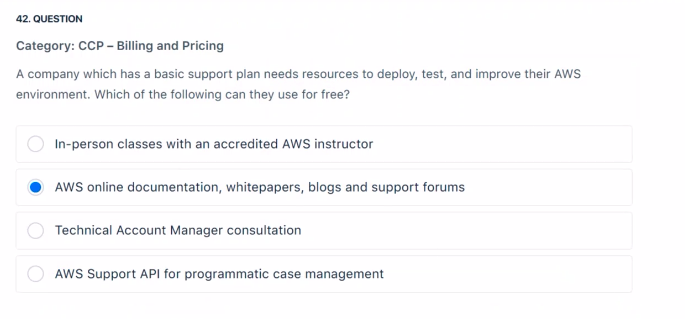 42. QUESTION
Category: CCP – Billing and Pricing
A company which has a basic support plan needs resources to deploy, test, and improve their AWS
environment. Which of the following can they use for free?
In-person classes with an accredited AWS instructor
AWS online documentation, whitepapers, blogs and support forums
Technical Account Manager consultation
AWS Support API for programmatic case management